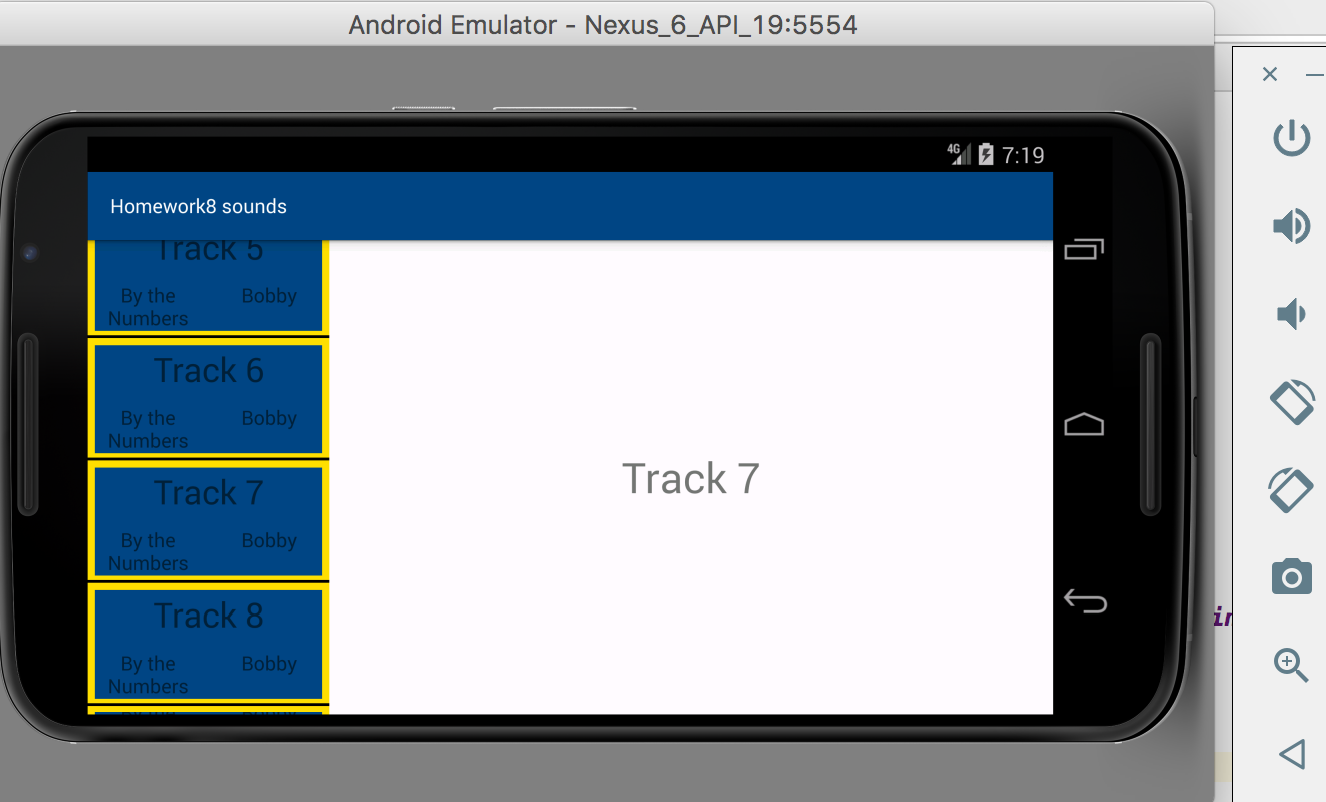 Android Emulator - Nexus_6_API_19:5554
4G 7:19
Homework8 sounds
Track 5
By the Bobby
Numbers
Track 6
By the Bobby
Numbers
Track 7
By the Bobby
Numbers
Track 7
Track 8
By the Bobby
Numbers